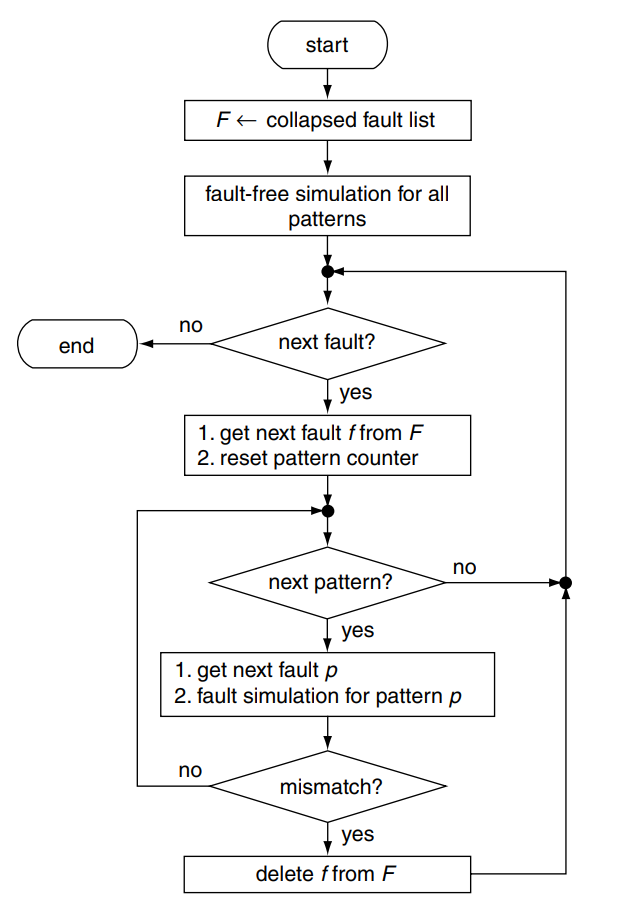 start
F ← collapsed fault list
fault-free simulation for all
patterns
no
next fault?
end
yes
1. get next fault f from F
2. reset pattern counter
no
next pattern?
yes
1. get next fault p
2. fault simulation for pattern p
no
mismatch?
yes
delete f from F